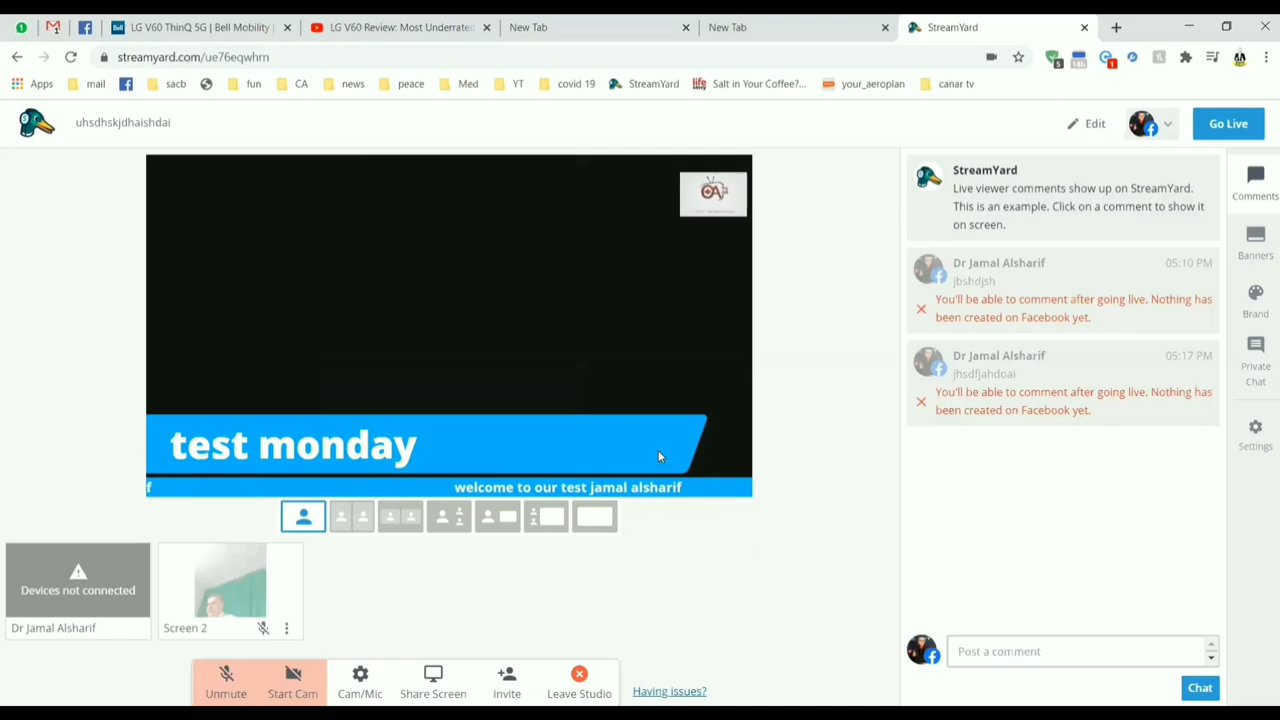 LG V60 ThinQ 5G | Bell Mobility
LG V60 Review: Most Underrated
New Tab
New Tab
StreamYard
streamyard.com/ue76eqwhrn
Apps
mail
sacb
fun
CA
news
peace
Med
YT
covid 19
StreamYard
Salt in Your Coffee?...
your_aeroplan
canar tv
uhsdhskjdhaishdai
Edit
Go Live
StreamYard
Live viewer comments show up on StreamYard.
This is an example. Click on a comment to show it
on screen.
Dr Jamal Alsharif 05:10 PM
jbshdjsh
You'll be able to comment after going live. Nothing has
been created on Facebook yet.
Dr Jamal Alsharif 05:17 PM
jhsdfjahdoai
You'll be able to comment after going live. Nothing has
been created on Facebook yet.
Comments
Banners
Brand
Private
Chat
Settings
test monday
f welcome to our test jamal alsharif
Devices not connected
Dr Jamal Alsharif
Screen 2
Unmute
Start Cam
Cam/Mic
Share Screen
Invite
Leave Studio
Having issues?
Post a comment
Chat